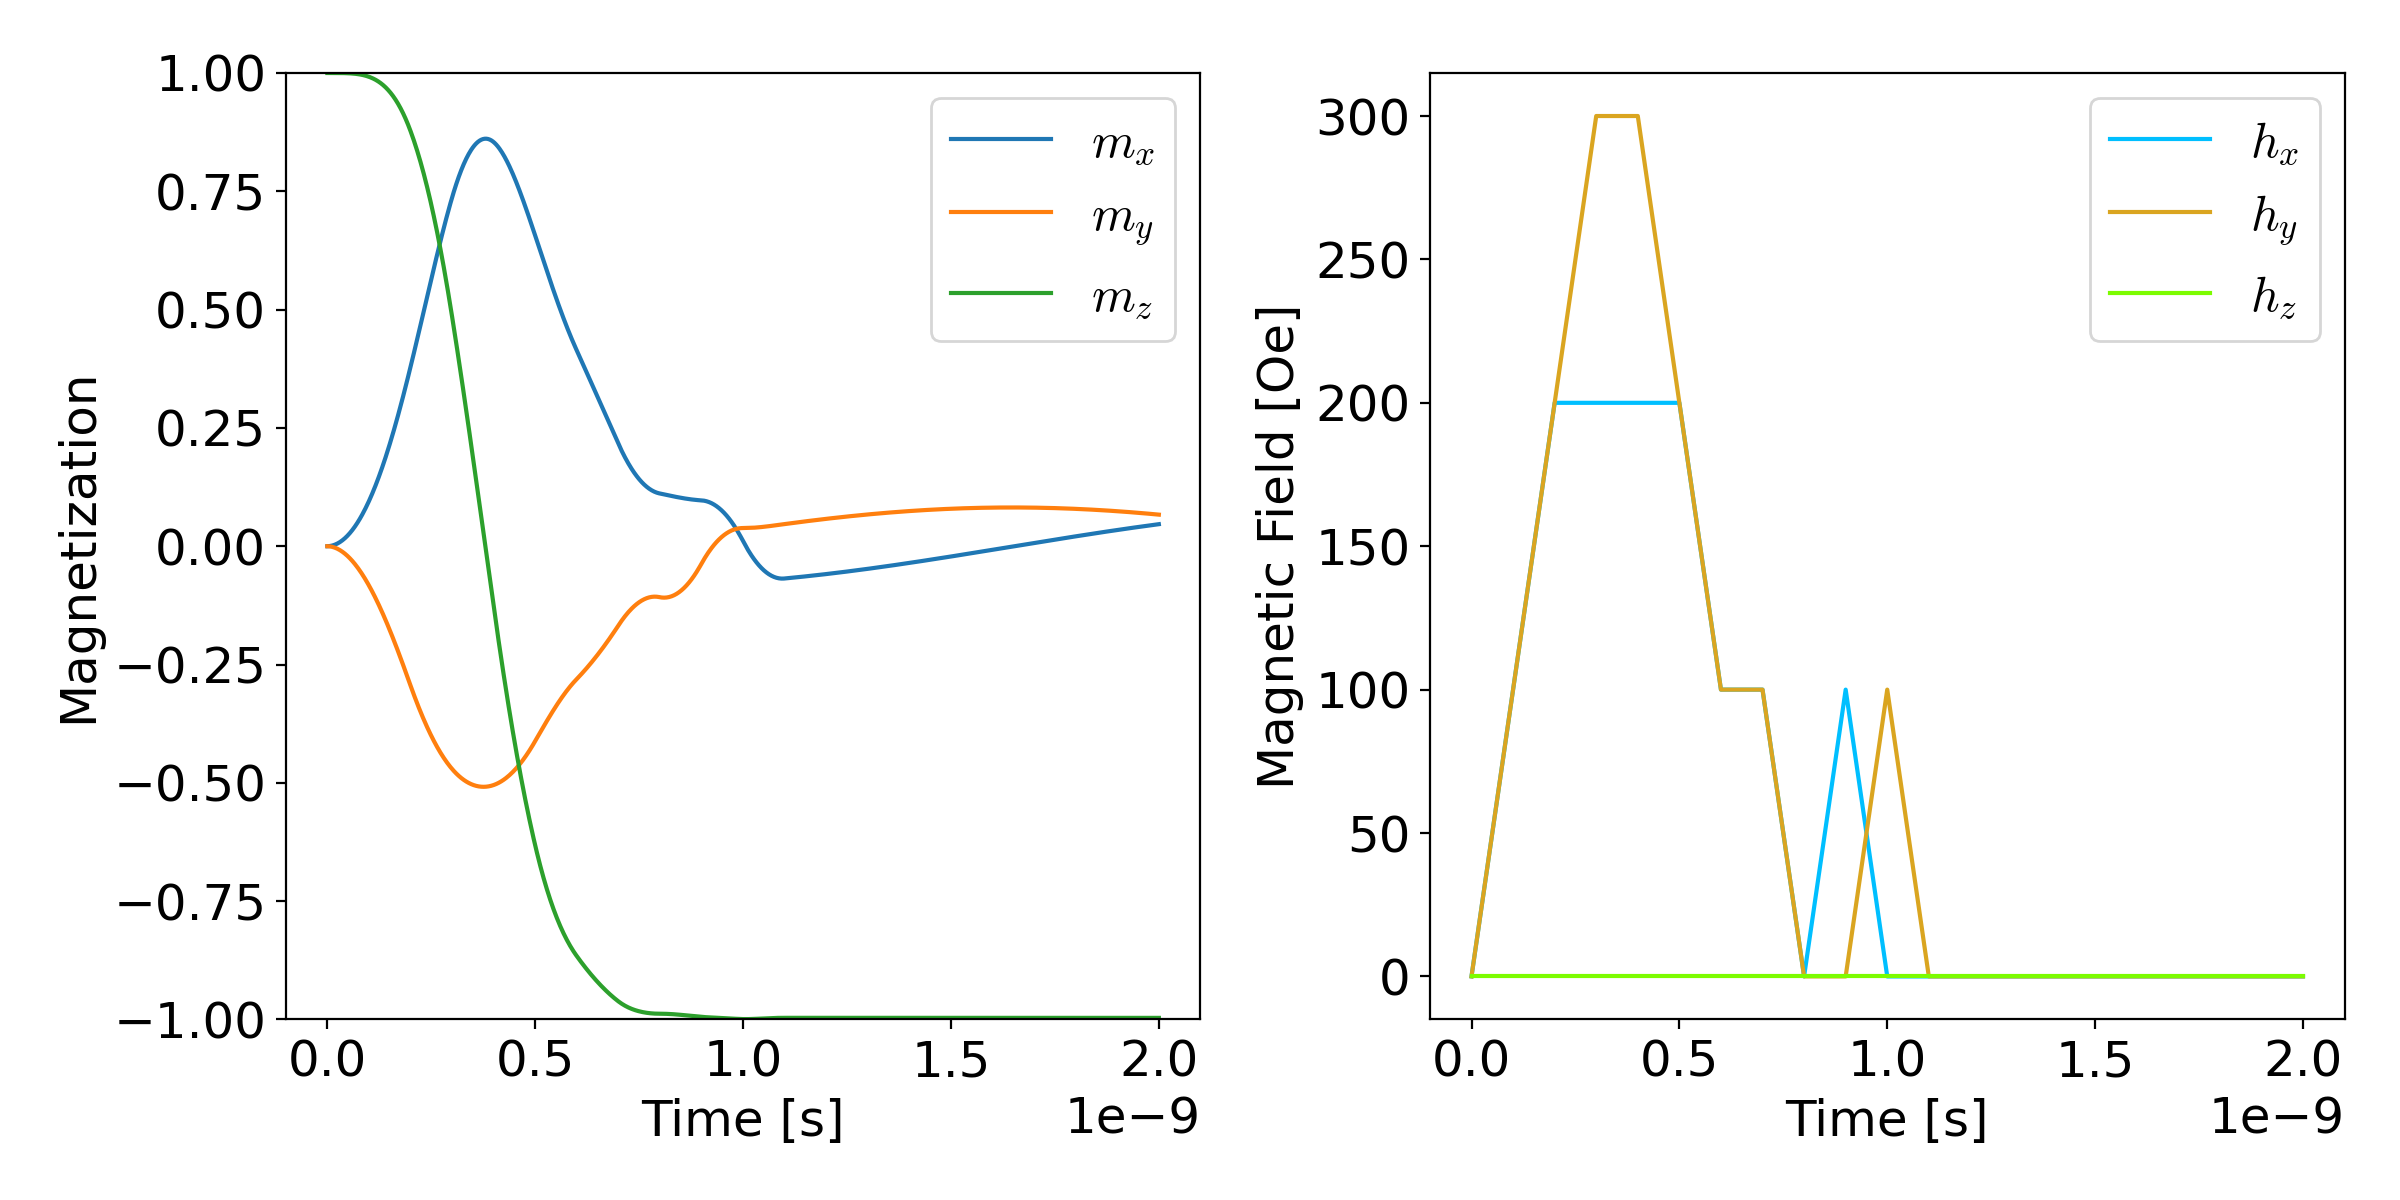 1.00
0.75
0.50
0.25
0.00
−0.25
−0.50
−0.75
−1.00
Magnetization
0.0 0.5 1.0 1.5 2.0
Time [s]
1e−9
m_x
m_y
m_z
300
250
200
150
100
50
0
Magnetic Field [Oe]
0.0 0.5 1.0 1.5 2.0
Time [s]
1e−9
h_x
h_y
h_z